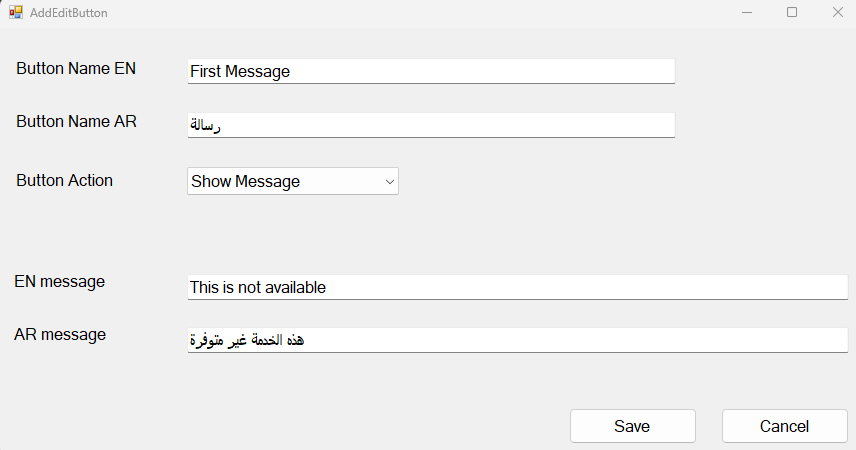 AddEditButton
Button Name EN First Message
Button Name AR رسالة
Button Action Show Message
EN message This is not available
AR message هذه الخدمة غير متوفرة
Save Cancel